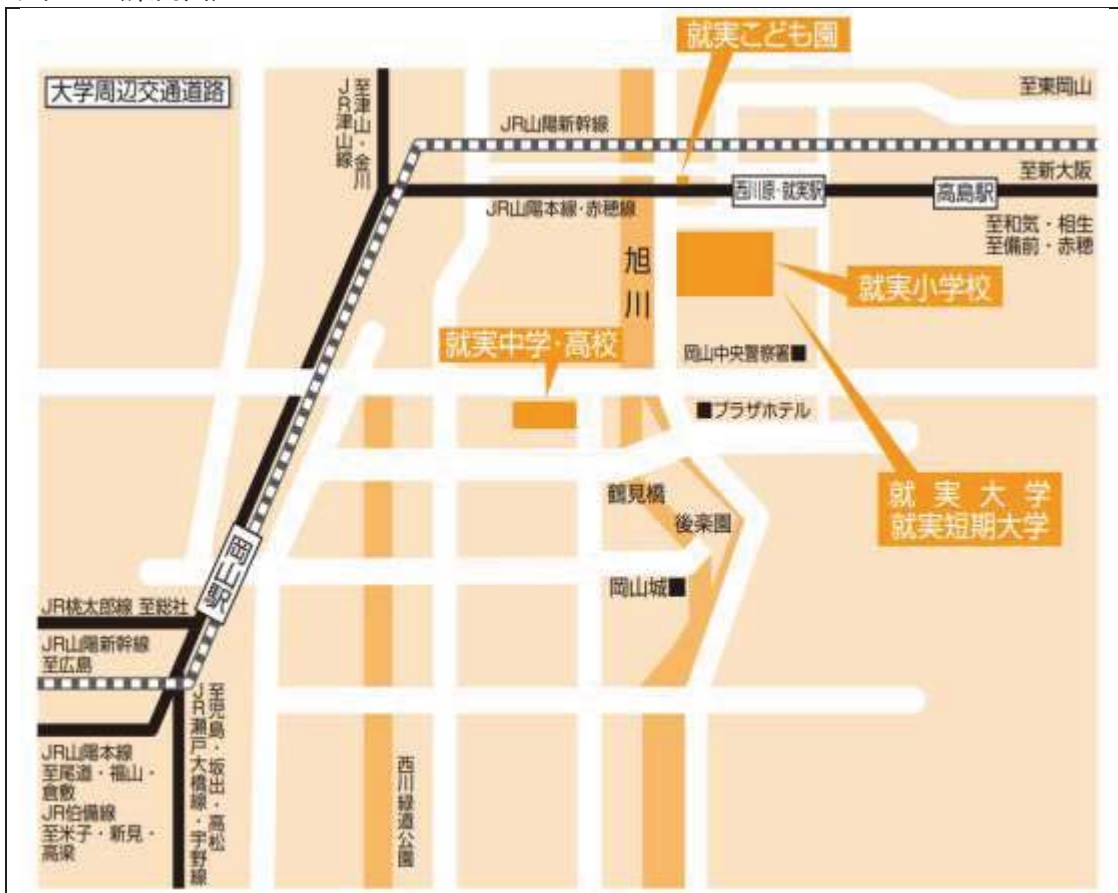 就実こども園
大学周辺交通道路
至津山・金川
JR津山線
JR山陽新幹線
至東岡山
至新大阪
JR山陽本線・赤穂線
西川原・就実駅
高島駅
至和気・相生
至備前・赤穂
旭川
就実小学校
就実中学・高校
岡山中央警察署■
■プラザホテル
就実大学
就実短期大学
鶴見橋
後楽園
岡山駅
岡山城■
JR桃太郎線 至総社
JR山陽新幹線
至広島
至児島・坂出・高松
JR瀬戸大橋線・宇野線
JR山陽本線
至尾道・福山・
倉敷
JR伯備線
至米子・新見・
高梁
西川緑道公園